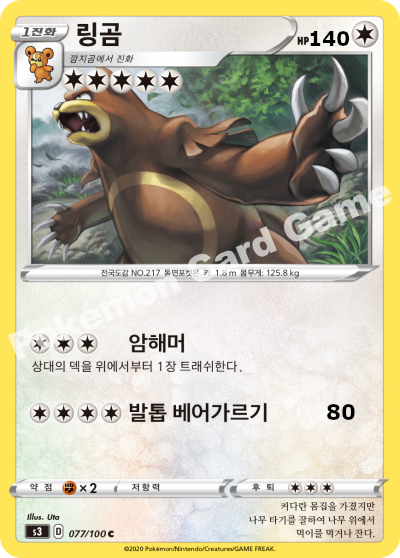 1진화 링곰 HP 140
깜지곰에서 진화
전국도감 NO.217 동면포켓몬 키: 1.8 m 몸무게: 125.8 kg
Pokémon Card Game
암해머
상대의 덱을 위에서부터 1장 트래쉬한다.
발톱 베어가르기 80
약 점 ×2 저항력 후 퇴
Illus. Uta
s3 D 077/100 C
커다란 몸집을 가졌지만
나무 타기를 잘하여 나무 위에서
먹이를 먹거나 잔다.
©2020 Pokémon/Nintendo/Creatures/GAME FREAK.